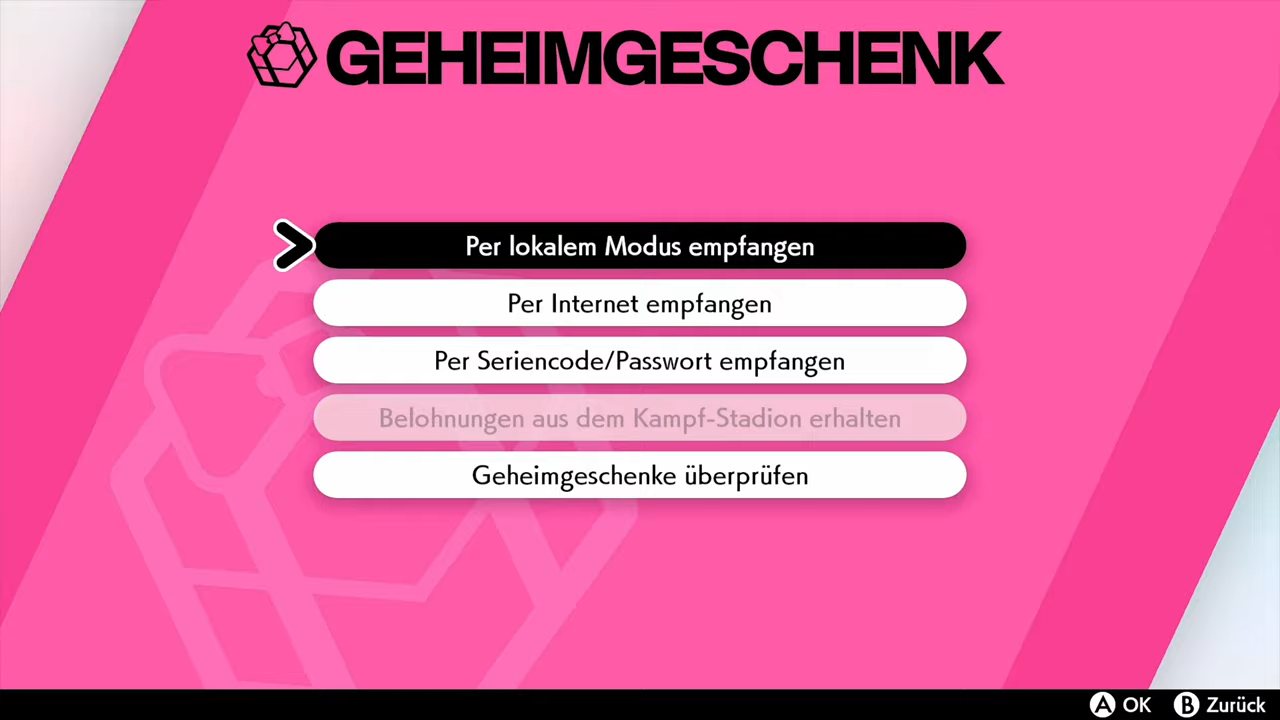 GEHEIMGESCHENK
Per lokalem Modus empfangen
Per Internet empfangen
Per Seriencode/Passwort empfangen
Belohnungen aus dem Kampf-Stadion erhalten
Geheimgeschenke überprüfen
A OK B Zurück